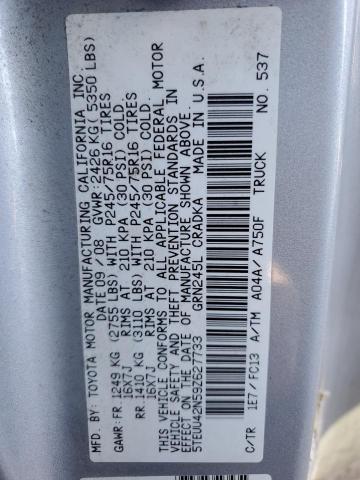 MFD. BY: TOYOTA MOTOR MANUFACTURING CALIFORNIA INC.
DATE: 09 / 08 GVWR: 2426 KG ( 5350 LBS)
GAWR: FR. 1249 KG (2755 LBS) WITH P245/75R16 TIRES
16X7J RIMS AT 210 KPA (30 PSI) COLD.
RR. 1410 KG (3110 LBS) WITH P245/75R16 TIRES
16X7J RIMS AT 210 KPA (30 PSI) COLD.
THIS VEHICLE CONFORMS TO ALL APPLICABLE FEDERAL MOTOR
VEHICLE SAFETY AND THEFT PREVENTION STANDARDS IN
EFFECT ON THE DATE OF MANUFACTURE SHOWN ABOVE.
5TEUU42N59Z627733 GRN245L CRADKA MADE IN U.S.A.
TRUCK
C/TR 1E7/FC13 A/TM A04A/A750F NO. 537